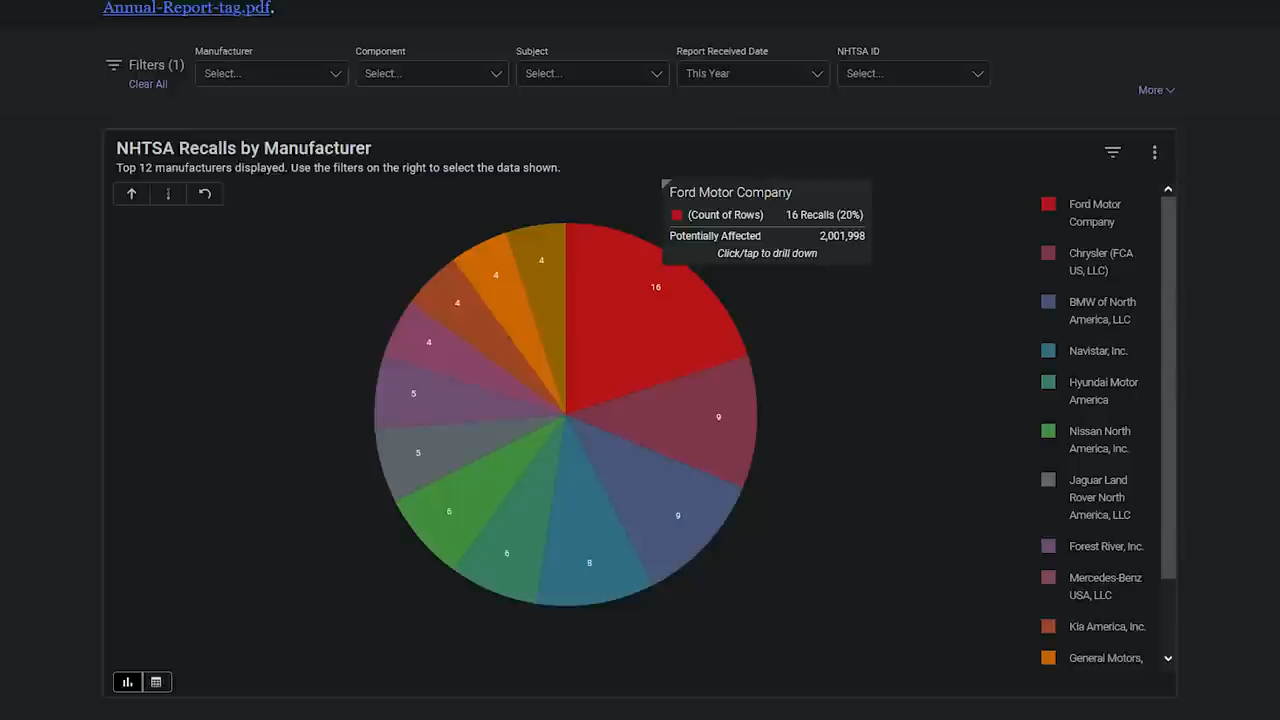 Annual-Report-tag.pdf.
Filters (1)
Clear All
Manufacturer
Select...
Component
Select...
Subject
Select...
Report Received Date
This Year
NHTSA ID
Select...
More
NHTSA Recalls by Manufacturer
Top 12 manufacturers displayed. Use the filters on the right to select the data shown.
Ford Motor Company
(Count of Rows) 16 Recalls (20%)
Potentially Affected 2,001,998
Click/tap to drill down
16
9
9
8
6
6
5
5
4
4
4
4
Ford Motor
Company
Chrysler (FCA
US, LLC)
BMW of North
America, LLC
Navistar, Inc.
Hyundai Motor
America
Nissan North
America, Inc.
Jaguar Land
Rover North
America, LLC
Forest River, Inc.
Mercedes-Benz
USA, LLC
Kia America, Inc.
General Motors,